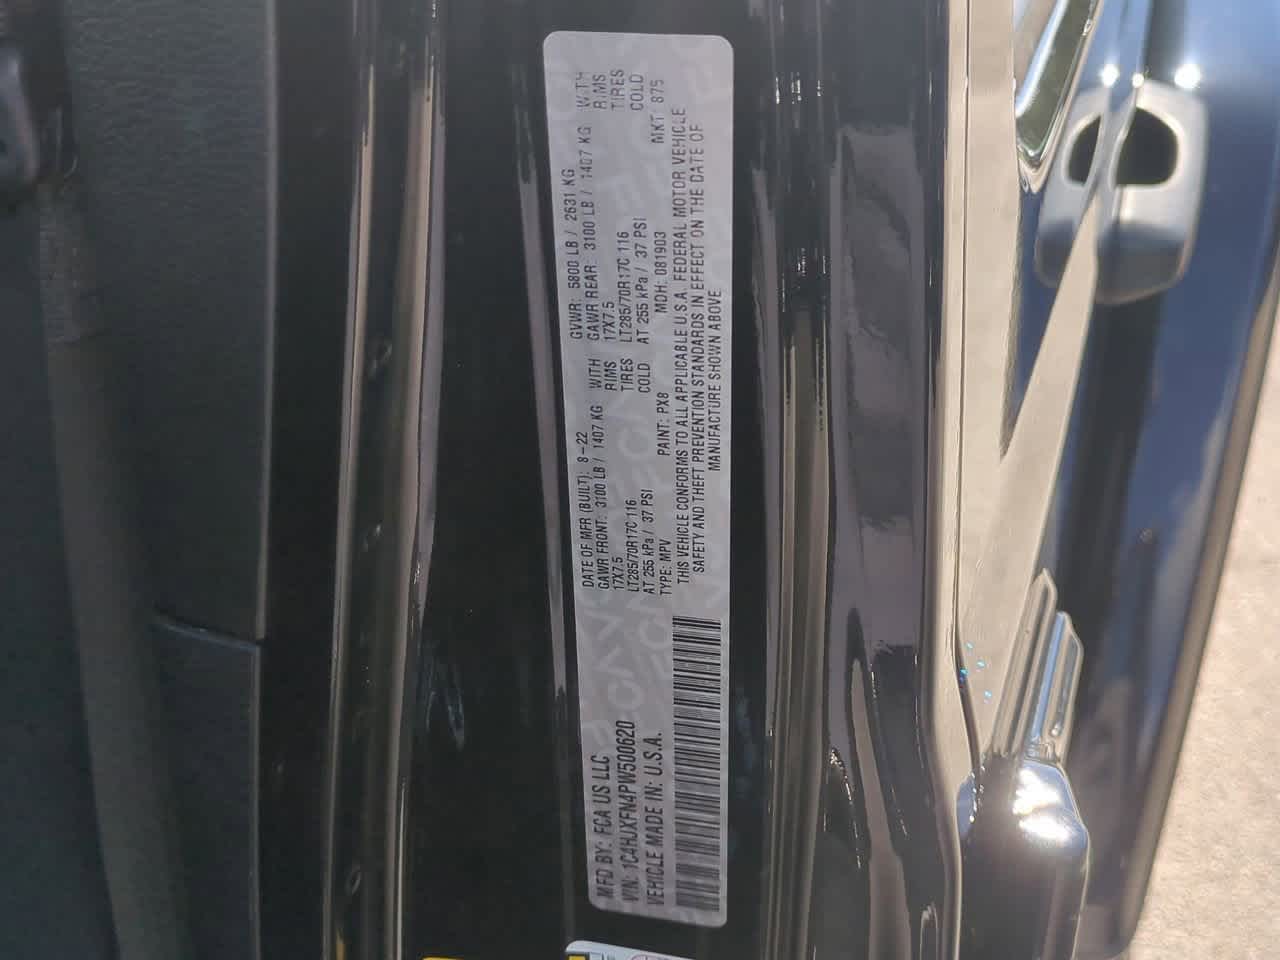 MFD BY: FCA US LLC
VIN: 1C4HJXFN4PW500620
VEHICLE MADE IN: U.S.A.
DATE OF MFR (BUILT): 8-22 GVWR: 5800 LB / 2631 KG
GAWR FRONT: 3100 LB / 1407 KG WITH GAWR REAR: 3100 LB / 1407 KG WITH
17X7.5 RIMS 17X7.5 RIMS
LT285/70R17C 116 TIRES LT285/70R17C 116 TIRES
AT 255 kPa / 37 PSI COLD AT 255 kPa / 37 PSI COLD
TYPE: MPV PAINT: PX8 MDH: 081903 MKT: 875
THIS VEHICLE CONFORMS TO ALL APPLICABLE U.S.A. FEDERAL MOTOR VEHICLE
SAFETY AND THEFT PREVENTION STANDARDS IN EFFECT ON THE DATE OF
MANUFACTURE SHOWN ABOVE